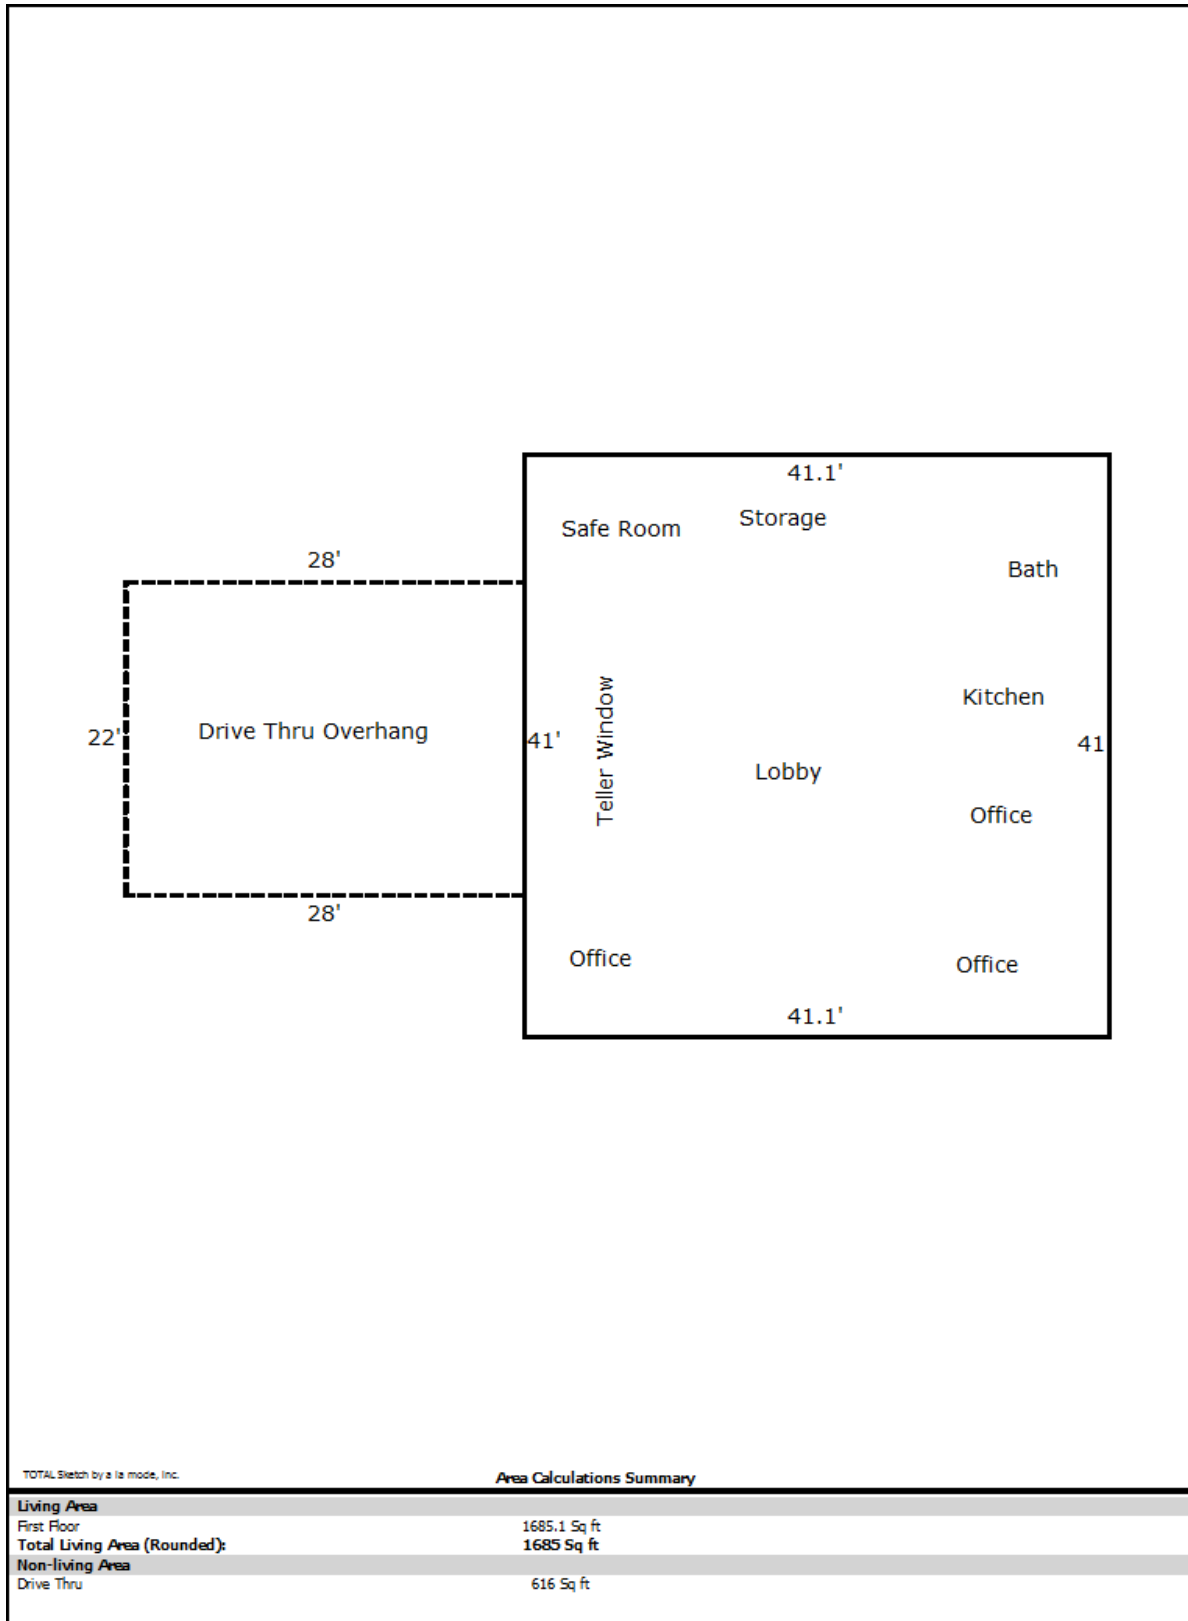 41.1'
Safe Room
Storage
28'
Bath
Kitchen
Teller Window
Drive Thru Overhang
22'
41'
41
Lobby
Office
28'
Office
Office
41.1'
TOTAL Sketch by a la mode, inc.
Area Calculations Summary
Living Area
First Floor 1685.1 Sq ft
Total Living Area (Rounded): 1685 Sq ft
Non-living Area
Drive Thru 616 Sq ft